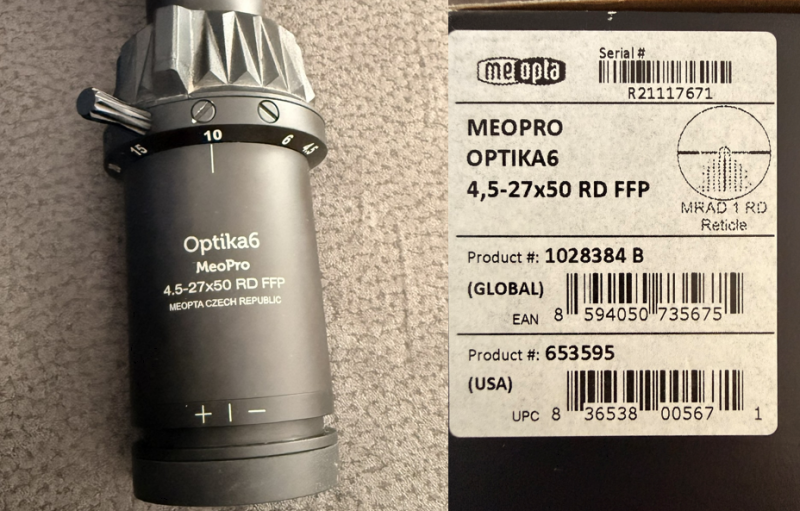 15 10 6 4,5
Optika6
MeoPro
4.5-27x50 RD FFP
MEOPTA CZECH REPUBLIC
+ | −
meopta
Serial #
R21117671
MEOPRO
OPTIKA6
4,5-27x50 RD FFP
MRAD 1 RD
Reticle
Product #: 1028384 B
(GLOBAL)
EAN 8 594050 735675
Product #: 653595
(USA)
UPC 8 36538 00567 1